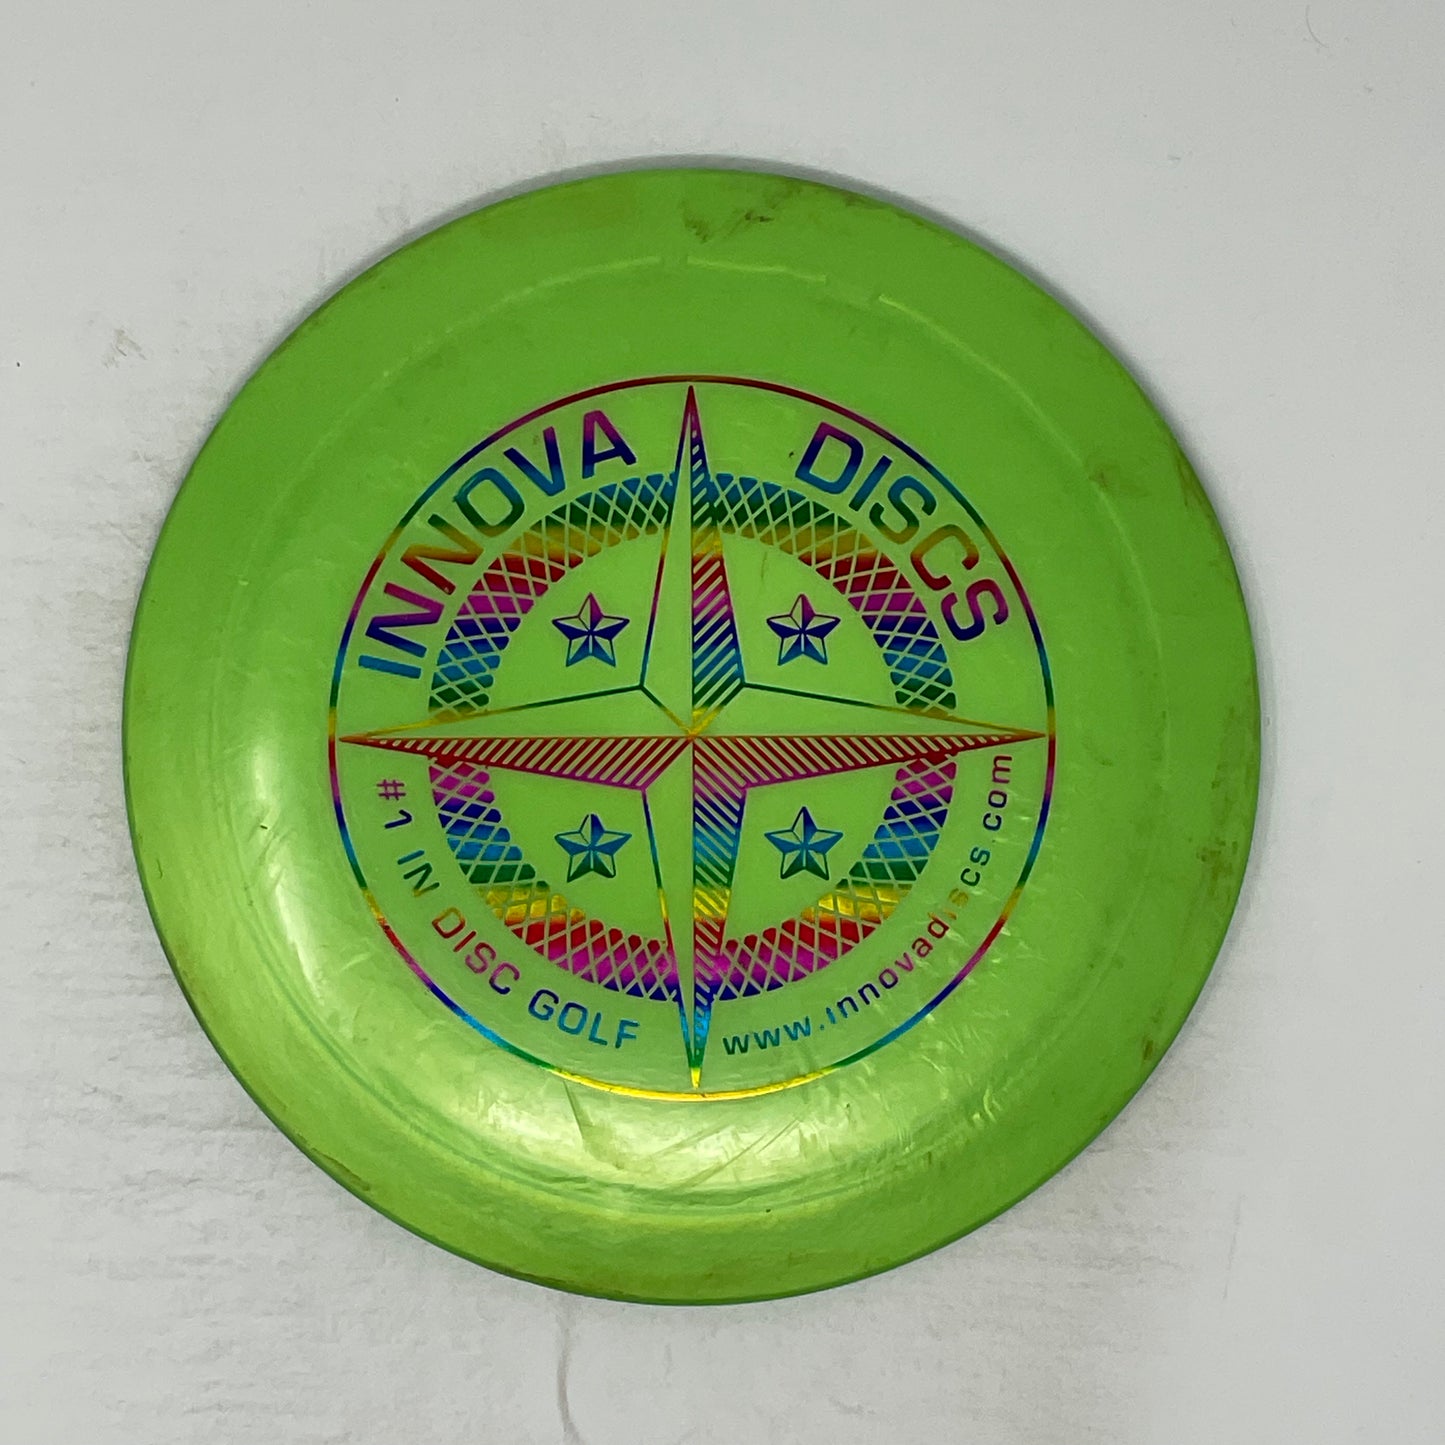 INNOVA DISCS
#1 IN DISC GOLF
www.innovadiscs.com